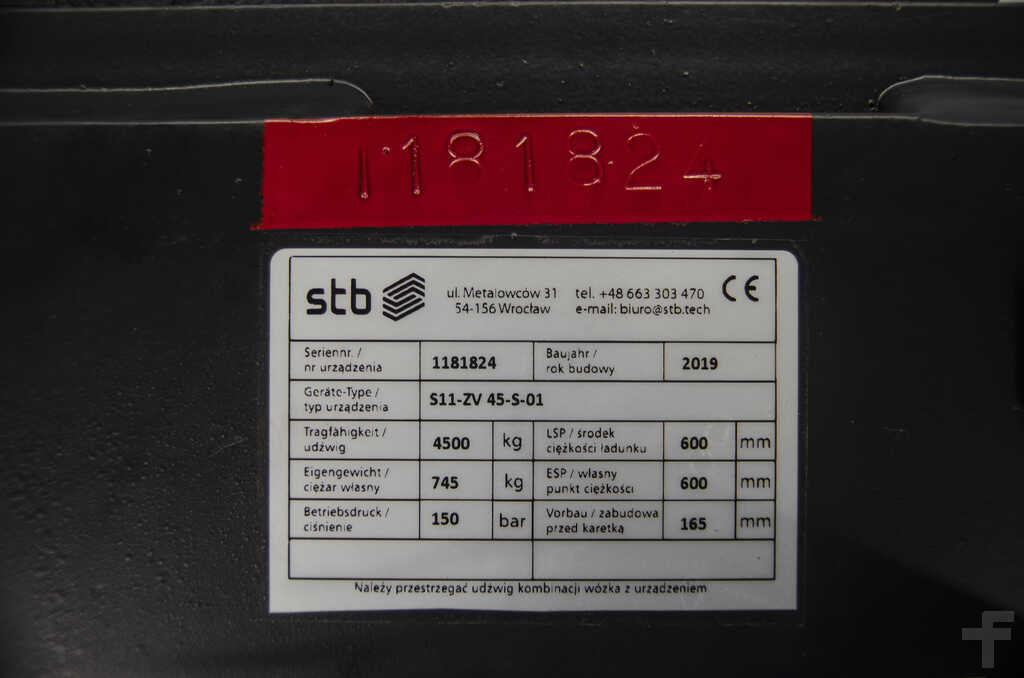 1181824
stb
ul. Metalowców 31 tel. +48 663 303 470 CE
54-156 Wrocław e-mail: biuro@stb.tech
Seriennr. / 1181824 Baujahr / 2019
nr urządzenia rok budowy
Geräte-Type / S11-ZV 45-S-01
typ urządzenia
Tragfähigkeit / 4500 kg LSP / środek 600 mm
udźwig ciężkości ładunku
Eigengewicht / 745 kg ESP / własny 600 mm
ciężar własny punkt ciężkości
Betriebsdruck / 150 bar Vorbau / zabudowa 165 mm
ciśnienie przed karetką
Należy przestrzegać udźwig kombinacji wózka z urządzeniem